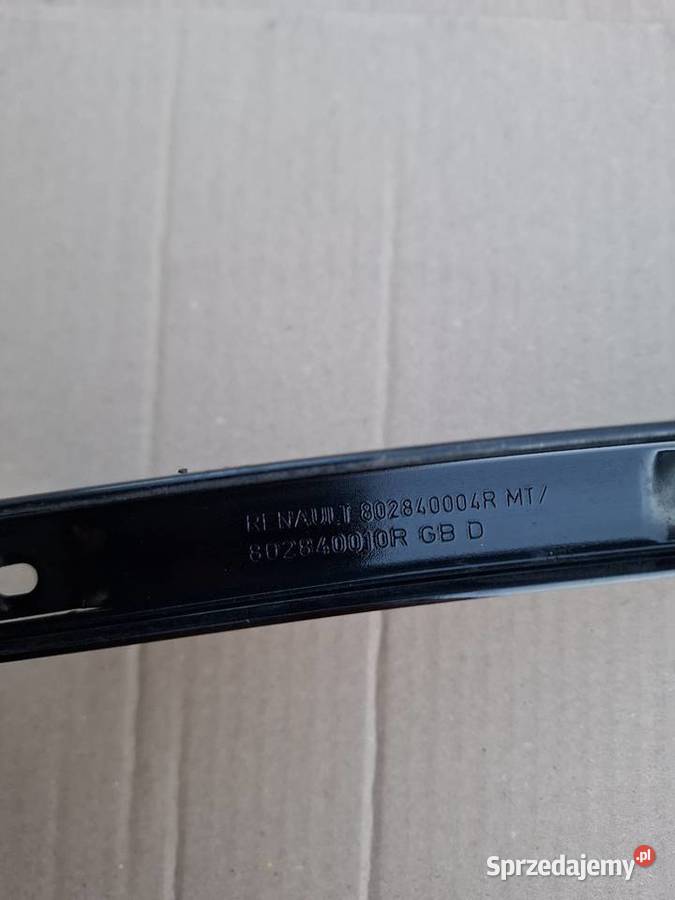 RENAULT 802840004R MT/
802840010R GB D
Sprzedajemy.pl